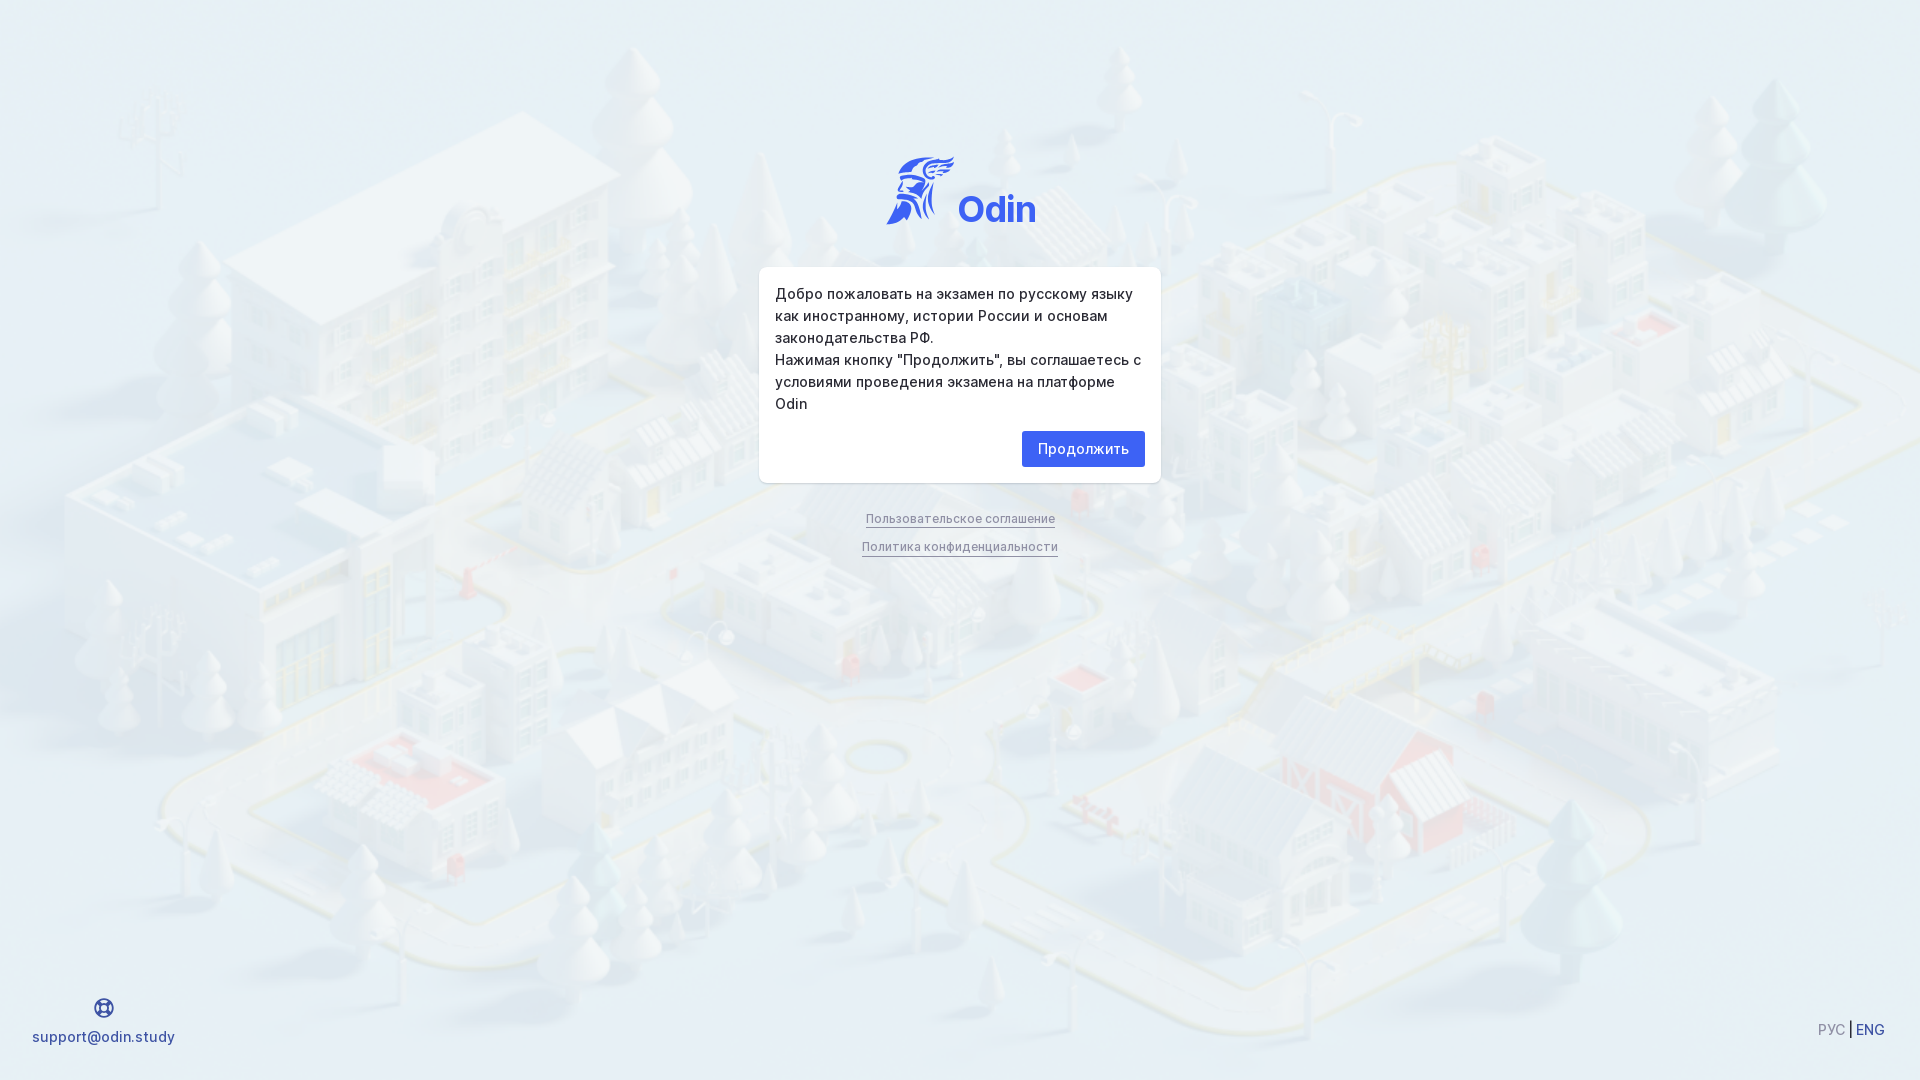 Odin
Добро пожаловать на экзамен по русскому языку
как иностранному, истории России и основам
законодательства РФ.
Нажимая кнопку "Продолжить", вы соглашаетесь с
условиями проведения экзамена на платформе
Odin
Продолжить
Пользовательское соглашение
Политика конфиденциальности
support@odin.study
РУС | ENG